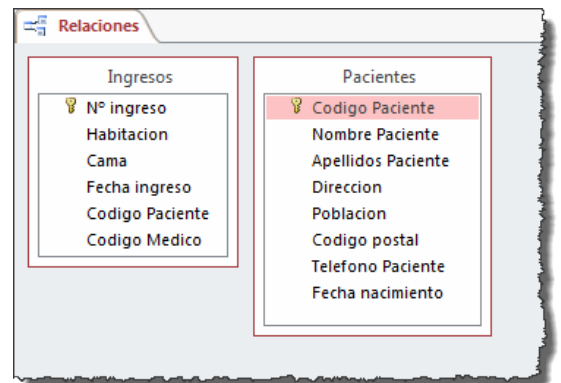 Relaciones
Ingresos
Nº ingreso
Habitacion
Cama
Fecha ingreso
Codigo Paciente
Codigo Medico
Pacientes
Codigo Paciente
Nombre Paciente
Apellidos Paciente
Direccion
Poblacion
Codigo postal
Telefono Paciente
Fecha nacimiento